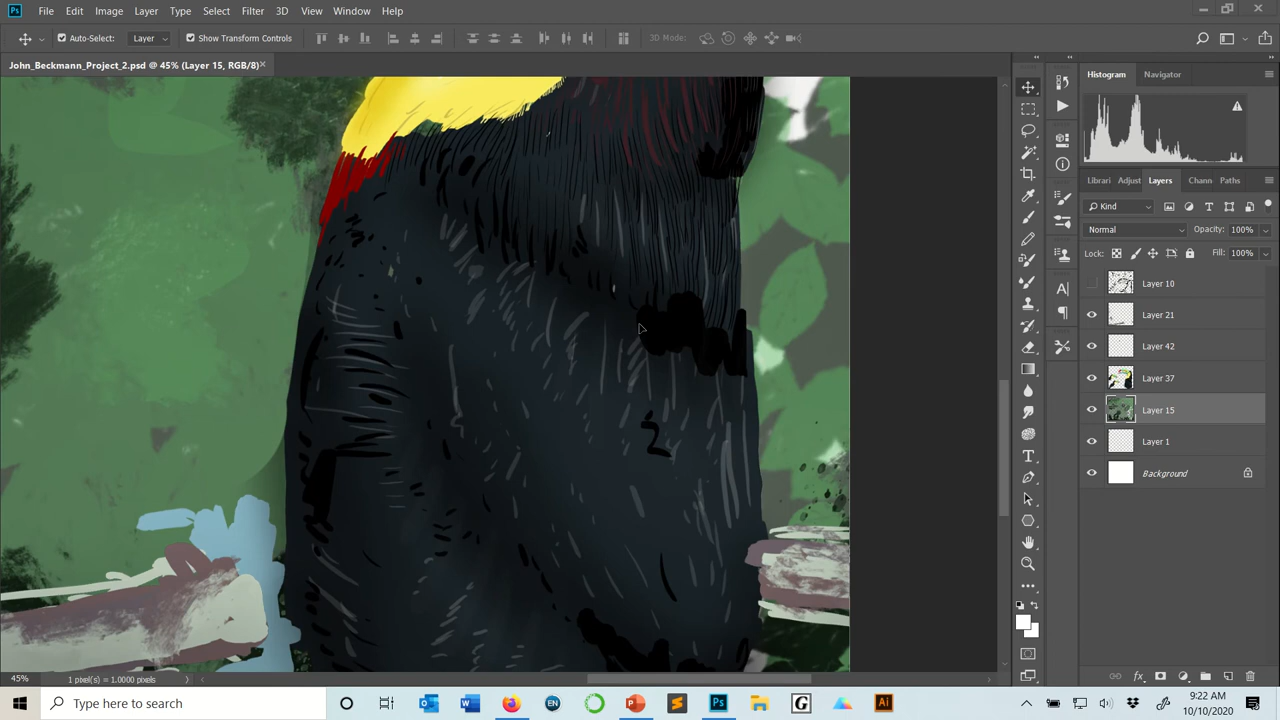 Ps File Edit Image Layer Type Select Filter 3D View Window Help
Auto-Select: Layer Show Transform Controls 3D Mode:
John_Beckmann_Project_2.psd @ 45% (Layer 15, RGB/8)
Histogram Navigator
Librari Adjust Layers Chann Paths
Kind
Normal Opacity: 100%
Lock: Fill: 100%
Layer 10
Layer 21
Layer 42
Layer 37
Layer 15
Layer 1
Background
45% 1 pixel(s) = 1.0000 pixels
Type here to search
EN
G
Ps
Ai
9:22 AM
10/10/2020